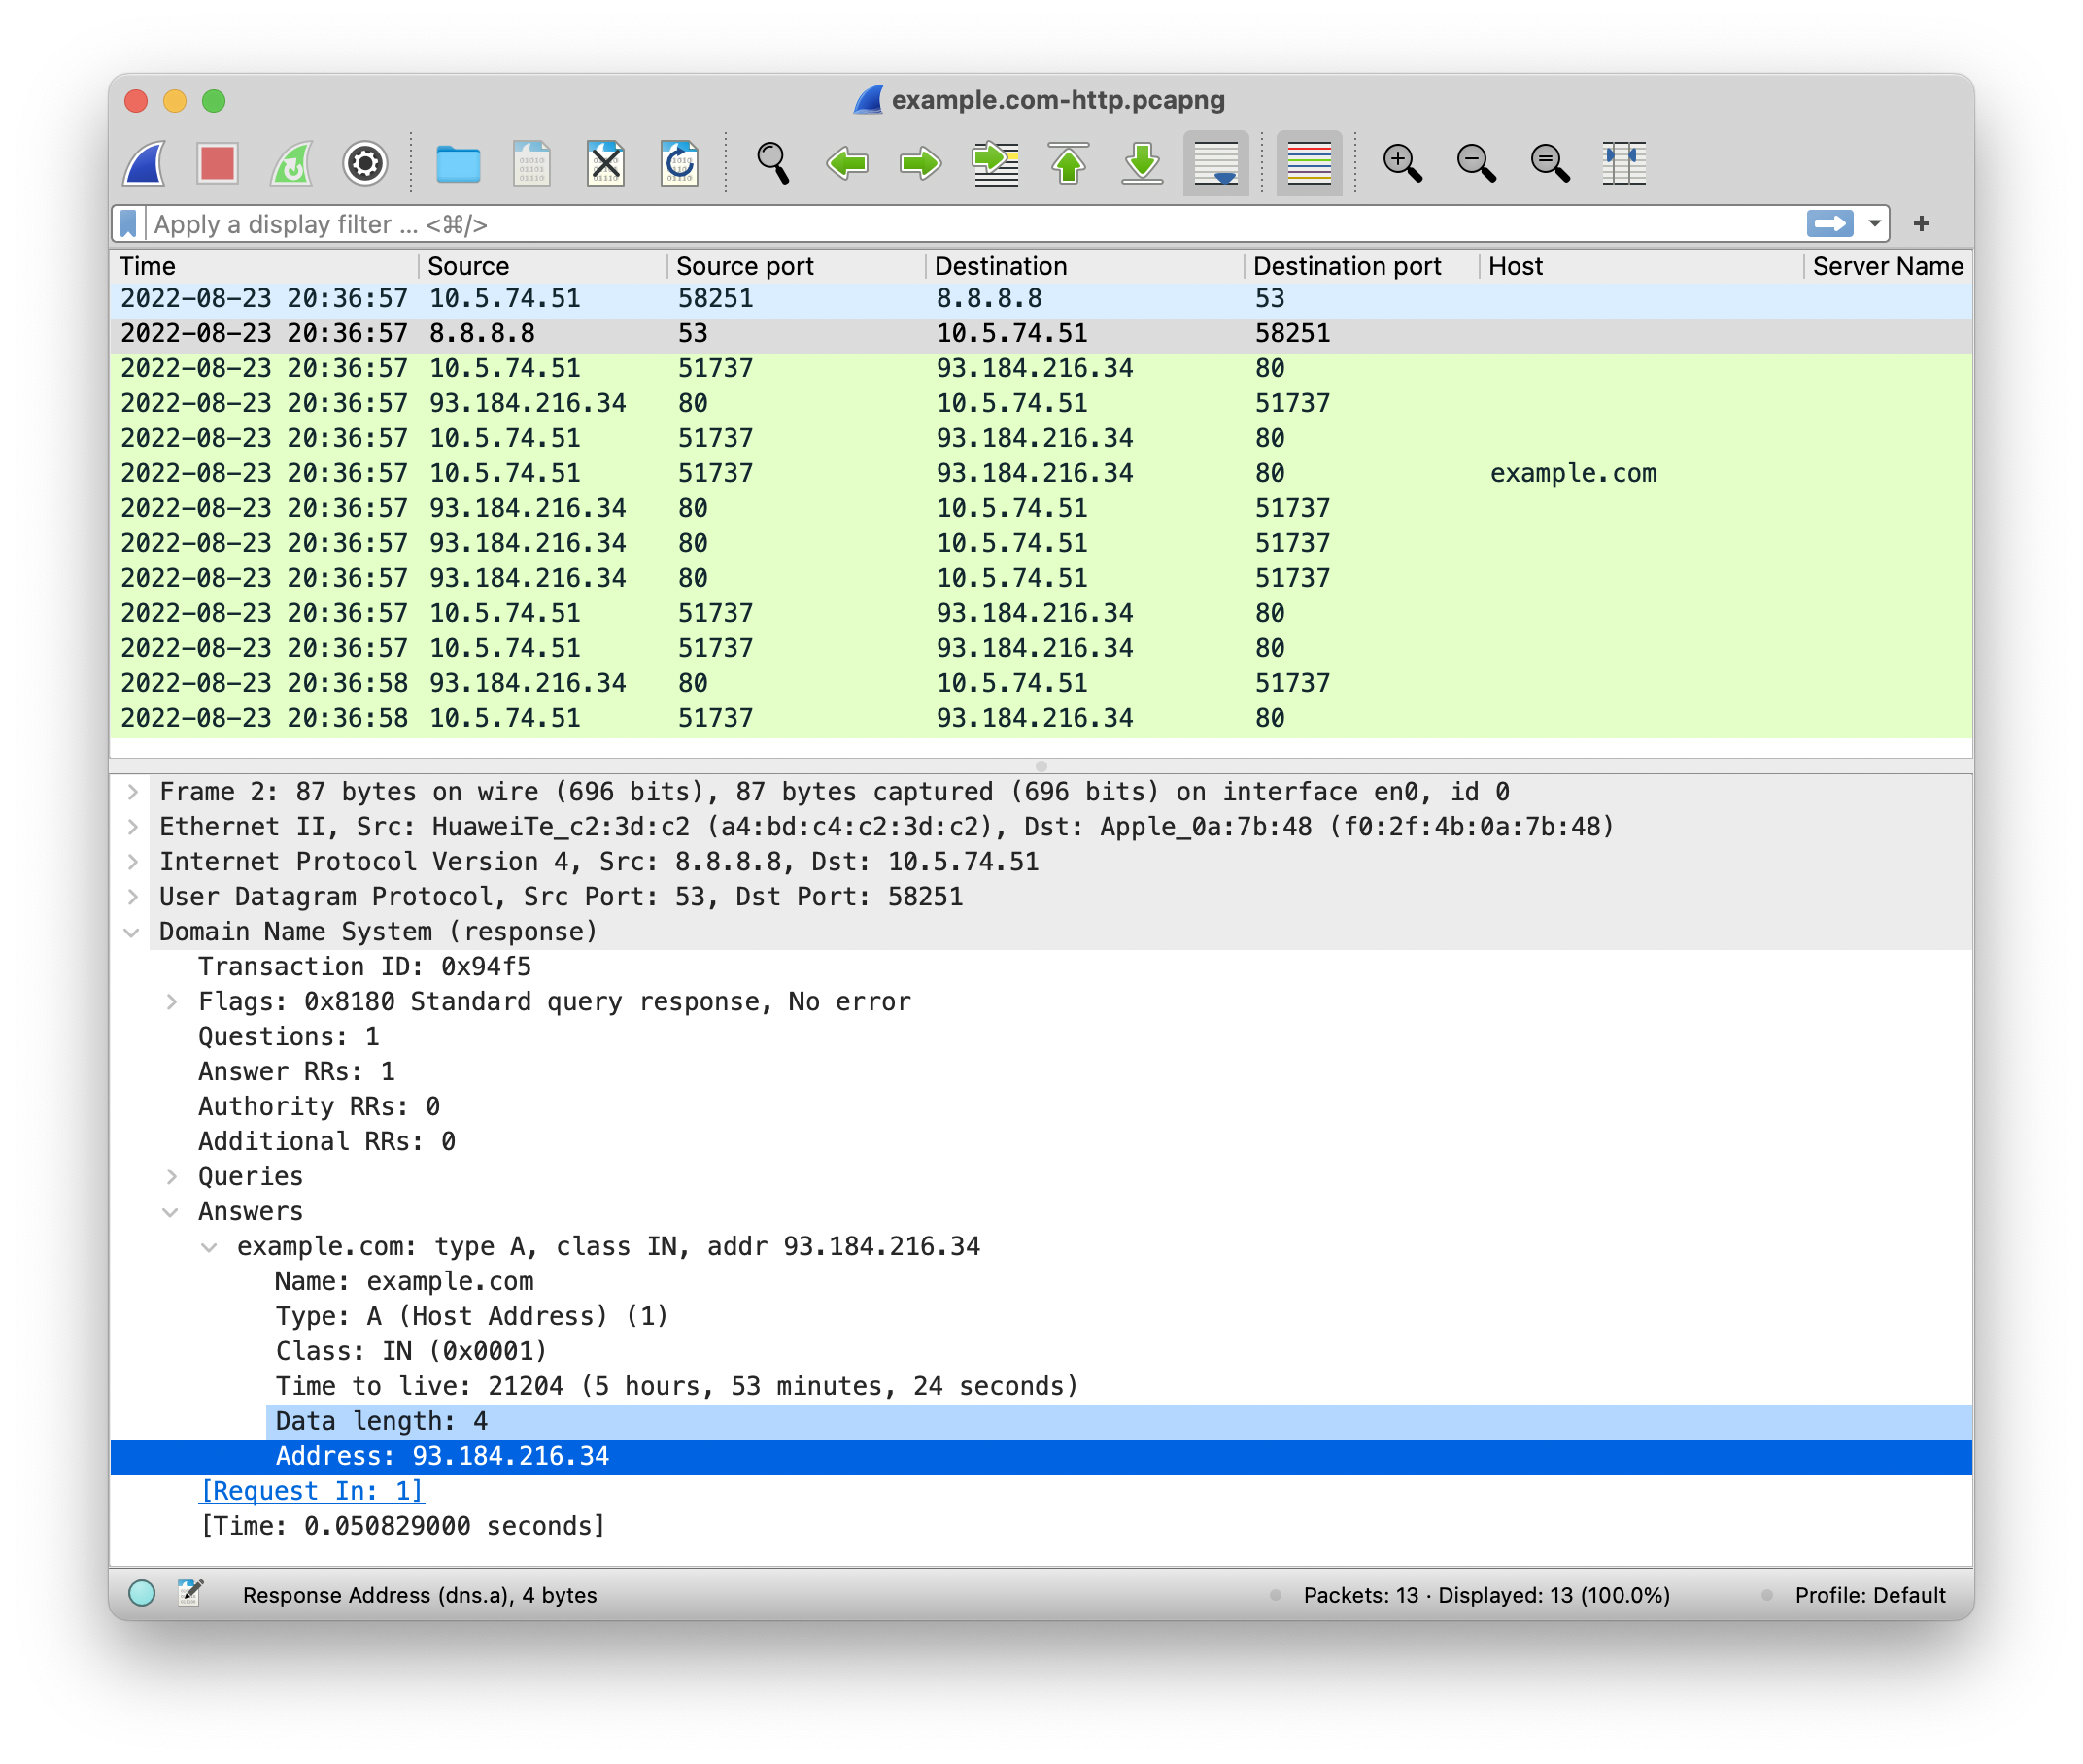 example.com-http.pcapng
Apply a display filter ... <⌘/>
+
Time Source Source port Destination Destination port Host Server Name
2022-08-23 20:36:57 10.5.74.51 58251 8.8.8.8 53
2022-08-23 20:36:57 8.8.8.8 53 10.5.74.51 58251
2022-08-23 20:36:57 10.5.74.51 51737 93.184.216.34 80
2022-08-23 20:36:57 93.184.216.34 80 10.5.74.51 51737
2022-08-23 20:36:57 10.5.74.51 51737 93.184.216.34 80
2022-08-23 20:36:57 10.5.74.51 51737 93.184.216.34 80 example.com
2022-08-23 20:36:57 93.184.216.34 80 10.5.74.51 51737
2022-08-23 20:36:57 93.184.216.34 80 10.5.74.51 51737
2022-08-23 20:36:57 93.184.216.34 80 10.5.74.51 51737
2022-08-23 20:36:57 10.5.74.51 51737 93.184.216.34 80
2022-08-23 20:36:57 10.5.74.51 51737 93.184.216.34 80
2022-08-23 20:36:58 93.184.216.34 80 10.5.74.51 51737
2022-08-23 20:36:58 10.5.74.51 51737 93.184.216.34 80
Frame 2: 87 bytes on wire (696 bits), 87 bytes captured (696 bits) on interface en0, id 0
Ethernet II, Src: HuaweiTe_c2:3d:c2 (a4:bd:c4:c2:3d:c2), Dst: Apple_0a:7b:48 (f0:2f:4b:0a:7b:48)
Internet Protocol Version 4, Src: 8.8.8.8, Dst: 10.5.74.51
User Datagram Protocol, Src Port: 53, Dst Port: 58251
Domain Name System (response)
Transaction ID: 0x94f5
Flags: 0x8180 Standard query response, No error
Questions: 1
Answer RRs: 1
Authority RRs: 0
Additional RRs: 0
Queries
Answers
example.com: type A, class IN, addr 93.184.216.34
Name: example.com
Type: A (Host Address) (1)
Class: IN (0x0001)
Time to live: 21204 (5 hours, 53 minutes, 24 seconds)
Data length: 4
Address: 93.184.216.34
[Request In: 1]
[Time: 0.050829000 seconds]
Response Address (dns.a), 4 bytes Packets: 13 · Displayed: 13 (100.0%) Profile: Default